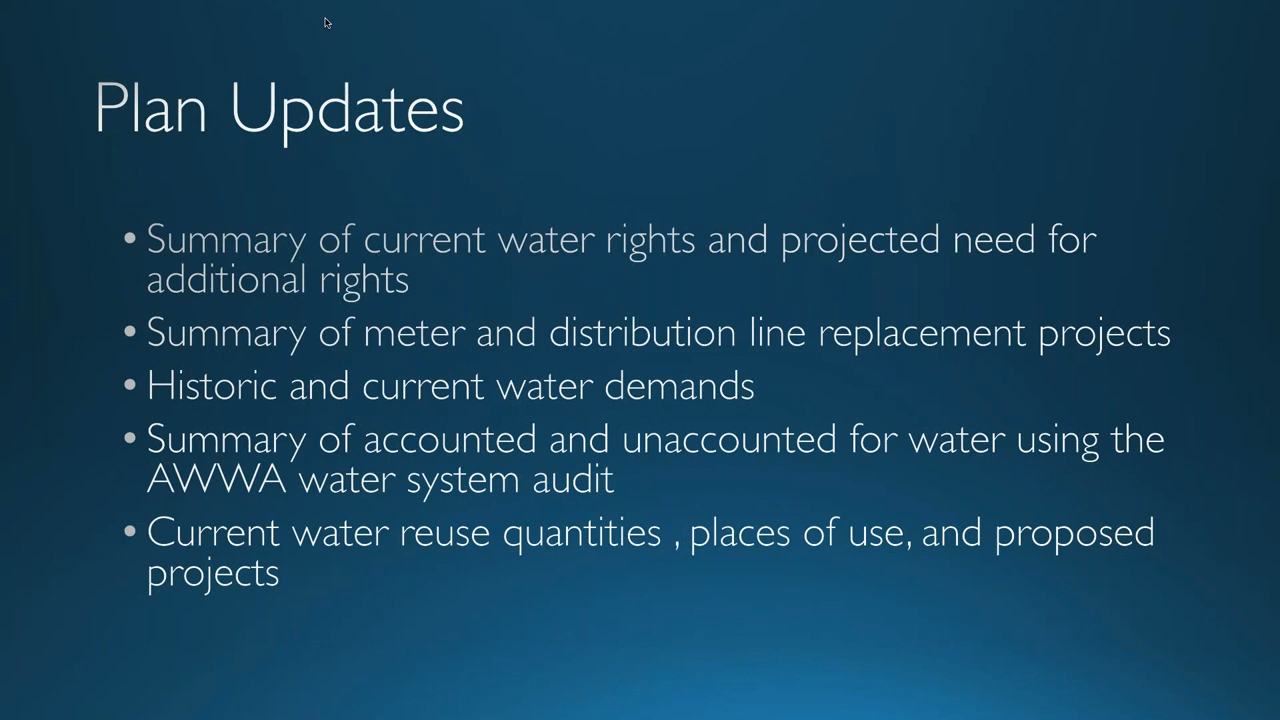 Plan Updates
• Summary of current water rights and projected need for
additional rights
• Summary of meter and distribution line replacement projects
• Historic and current water demands
• Summary of accounted and unaccounted for water using the
AWWA water system audit
• Current water reuse quantities , places of use, and proposed
projects